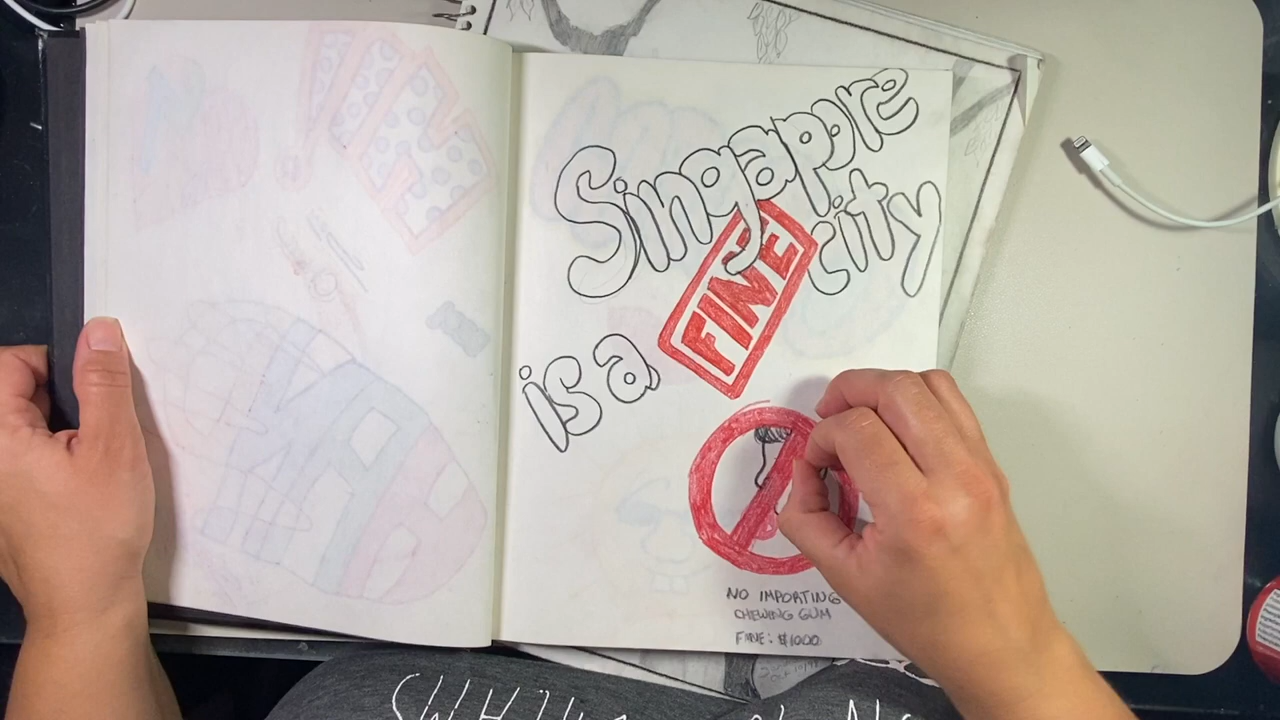 Singapore
is a FINE city
NO IMPORTING
CHEWING GUM
FINE: $1000